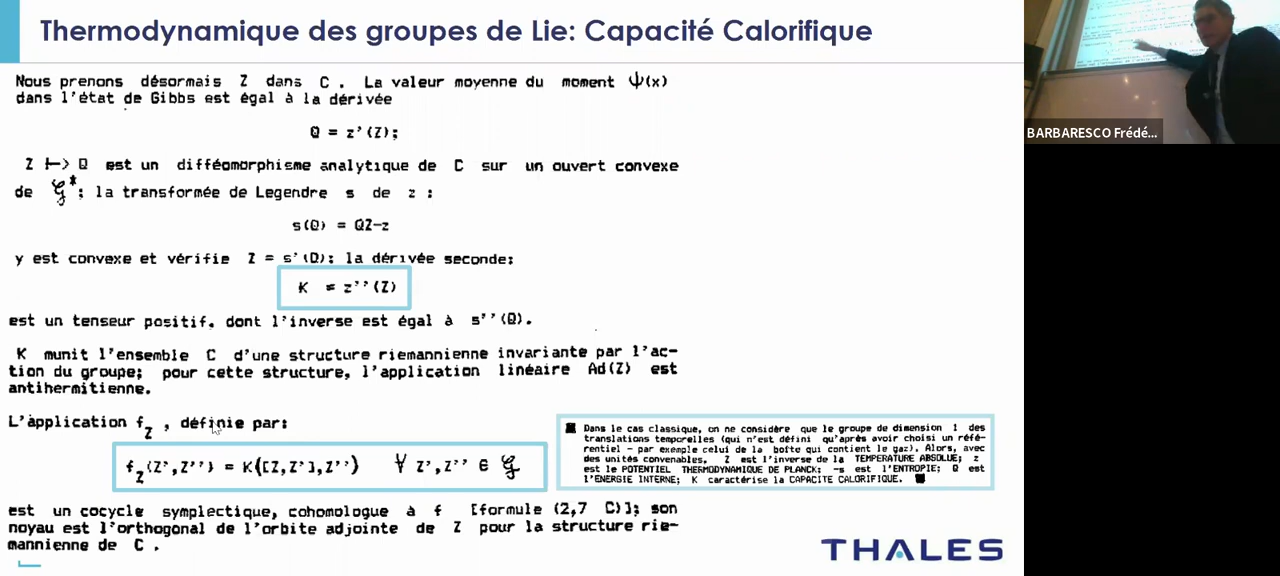 Thermodynamique des groupes de Lie: Capacité Calorifique
Nous prenons désormais Z dans C . La valeur moyenne du moment Ψ(x)
dans l'état de Gibbs est égal à la dérivée
Q = z'(Z);
Z ⟼ Q est un difféomorphisme analytique de C sur un ouvert convexe
de 𝒢*; la transformée de Legendre s de z :
s(Q) = QZ-z
y est convexe et vérifie Z = s'(Q); la dérivée seconde:
K = z''(Z)
est un tenseur positif, dont l'inverse est égal à s''(Q).
K munit l'ensemble C d'une structure riemannienne invariante par l'ac-
tion du groupe; pour cette structure, l'application linéaire Ad(Z) est
antihermitienne.
L'application f_Z , définie par:
f_Z(Z',Z'') = K([Z,Z'],Z'') ∀ Z',Z'' ∈ 𝒢
est un cocycle symplectique, cohomologue à f [formule (2,7 C)]; son
noyau est l'orthogonal de l'orbite adjointe de Z pour la structure rie-
mannienne de C .
■ Dans le cas classique, on ne considère que le groupe de dimension 1 des
translations temporelles (qui n'est défini qu'après avoir choisi un réfé-
rentiel - par exemple celui de la boîte qui contient le gaz). Alors, avec
des unités convenables, Z est l'inverse de la TEMPERATURE ABSOLUE; z
est le POTENTIEL THERMODYNAMIQUE DE PLANCK; -s est l'ENTROPIE; Q est
l'ENERGIE INTERNE; K caractérise la CAPACITE CALORIFIQUE. ■
THALES
BARBARESCO Frédé...